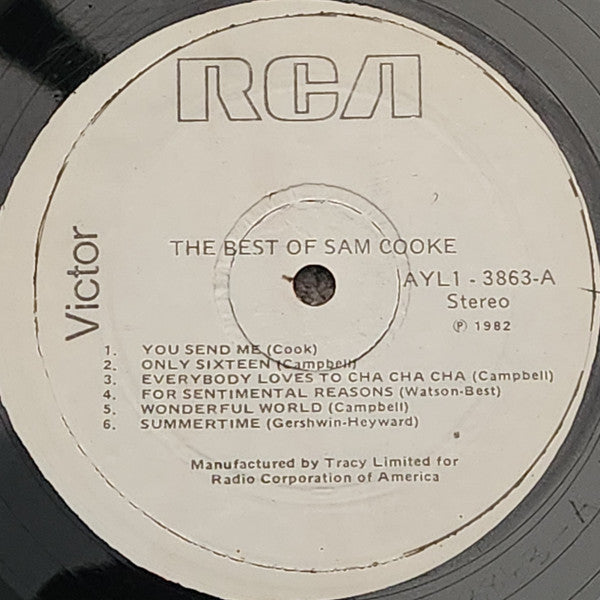 RCA
Victor
THE BEST OF SAM COOKE
AYL1 - 3863-A
Stereo
℗ 1982
1. YOU SEND ME (Cook)
2. ONLY SIXTEEN (Campbell)
3. EVERYBODY LOVES TO CHA CHA CHA (Campbell)
4. FOR SENTIMENTAL REASONS (Watson-Best)
5. WONDERFUL WORLD (Campbell)
6. SUMMERTIME (Gershwin-Heyward)
Manufactured by Tracy Limited for
Radio Corporation of America